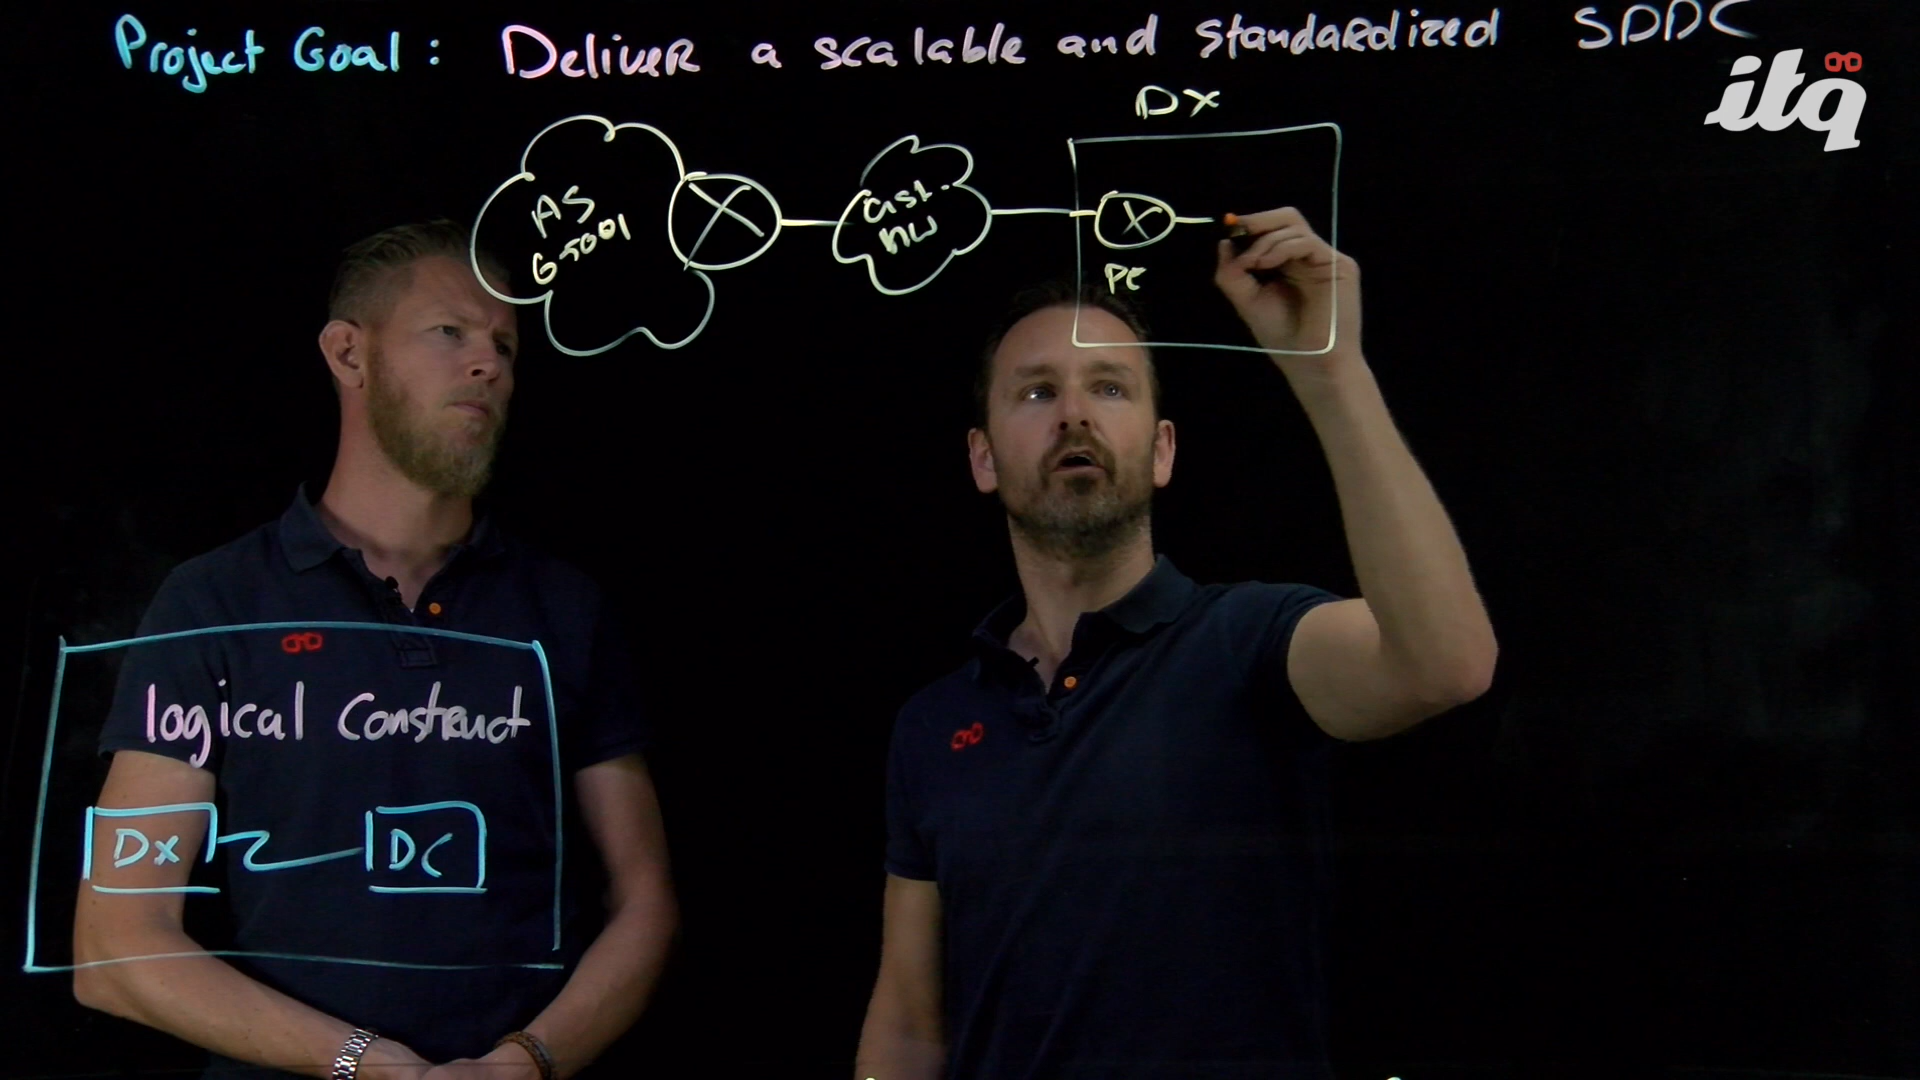 Project Goal: Deliver a scalable and standardized SDDC
itq
DX
AS
65001
Cust.
NW
PE
logical construct
DX
DC